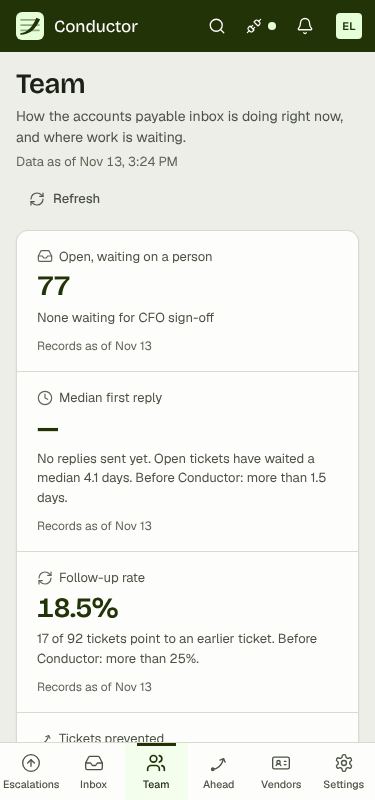 Conductor
EL
Team
How the accounts payable inbox is doing right now,
and where work is waiting.
Data as of Nov 13, 3:24 PM
Refresh
Open, waiting on a person
77
None waiting for CFO sign-off
Records as of Nov 13
Median first reply
—
No replies sent yet. Open tickets have waited a
median 4.1 days. Before Conductor: more than 1.5
days.
Records as of Nov 13
Follow-up rate
18.5%
17 of 92 tickets point to an earlier ticket. Before
Conductor: more than 25%.
Records as of Nov 13
Tickets prevented
Escalations
Inbox
Team
Ahead
Vendors
Settings